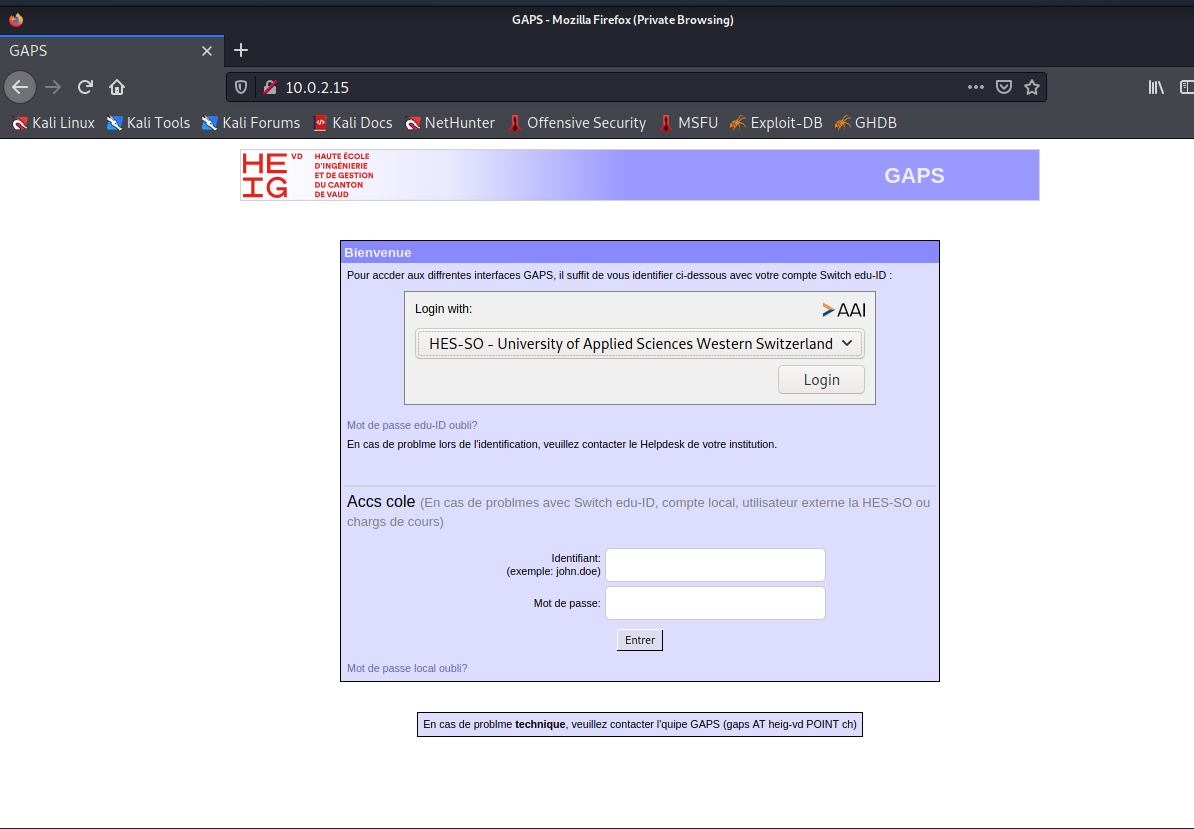 GAPS - Mozilla Firefox (Private Browsing)
GAPS
10.0.2.15
Kali Linux Kali Tools Kali Forums Kali Docs NetHunter Offensive Security MSFU Exploit-DB GHDB
HE VD
IG
HAUTE ÉCOLE
D'INGÉNIERIE
ET DE GESTION
DU CANTON
DE VAUD
GAPS
Bienvenue
Pour accder aux diffrentes interfaces GAPS, il suffit de vous identifier ci-dessous avec votre compte Switch edu-ID :
Login with:
AAI
HES-SO - University of Applied Sciences Western Switzerland
Login
Mot de passe edu-ID oubli?
En cas de problme lors de l'identification, veuillez contacter le Helpdesk de votre institution.
Accs cole (En cas de problmes avec Switch edu-ID, compte local, utilisateur externe la HES-SO ou
chargs de cours)
Identifiant:
(exemple: john.doe)
Mot de passe:
Entrer
Mot de passe local oubli?
En cas de problme technique, veuillez contacter l'quipe GAPS (gaps AT heig-vd POINT ch)